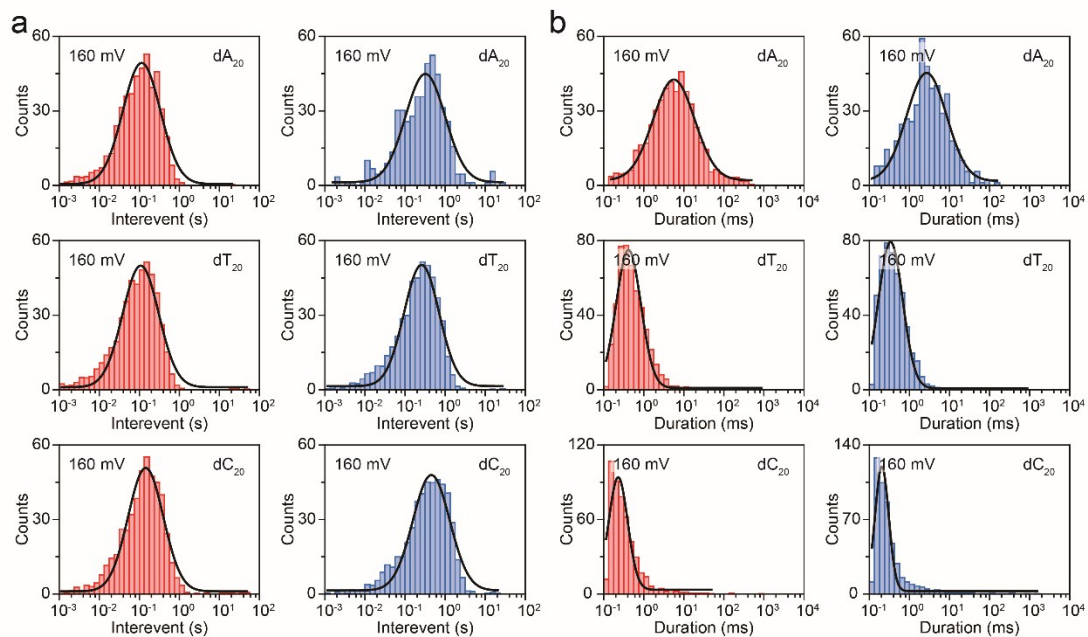 a
b
60
30
0
Counts
160 mV
dA20
10-3 10-2 10-1 100 101 102
Interevent (s)
60
30
0
Counts
160 mV
dA20
10-3 10-2 10-1 100 101 102
Interevent (s)
60
30
0
Counts
160 mV
dA20
10-1 100 101 102 103 104
Duration (ms)
60
30
0
Counts
160 mV
dA20
10-1 100 101 102 103 104
Duration (ms)
60
30
0
Counts
160 mV
dT20
10-3 10-2 10-1 100 101 102
Interevent (s)
60
30
0
Counts
160 mV
dT20
10-3 10-2 10-1 100 101 102
Interevent (s)
80
40
0
Counts
160 mV
dT20
10-1 100 101 102 103 104
Duration (ms)
80
40
0
Counts
160 mV
dT20
10-1 100 101 102 103 104
Duration (ms)
60
30
0
Counts
160 mV
dC20
10-3 10-2 10-1 100 101 102
Interevent (s)
60
30
0
Counts
160 mV
dC20
10-3 10-2 10-1 100 101 102
Interevent (s)
120
60
0
Counts
160 mV
dC20
10-1 100 101 102 103 104
Duration (ms)
140
70
0
Counts
160 mV
dC20
10-1 100 101 102 103 104
Duration (ms)